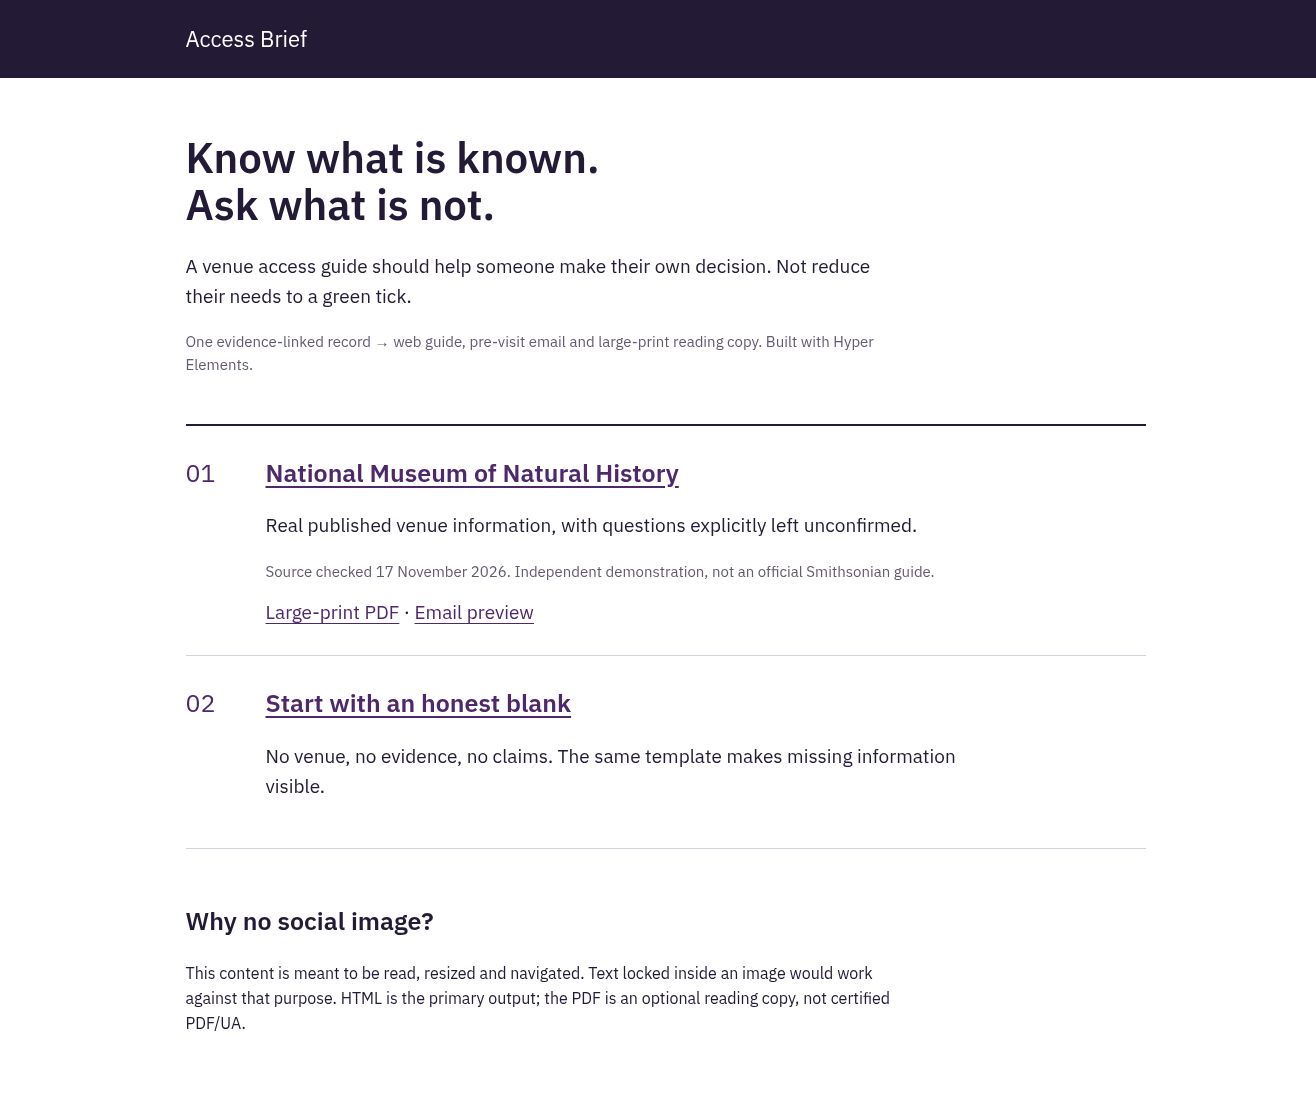 Access Brief
Know what is known.
Ask what is not.
A venue access guide should help someone make their own decision. Not reduce
their needs to a green tick.
One evidence-linked record → web guide, pre-visit email and large-print reading copy. Built with Hyper
Elements.
01
National Museum of Natural History
Real published venue information, with questions explicitly left unconfirmed.
Source checked 17 November 2026. Independent demonstration, not an official Smithsonian guide.
Large-print PDF · Email preview
02
Start with an honest blank
No venue, no evidence, no claims. The same template makes missing information
visible.
Why no social image?
This content is meant to be read, resized and navigated. Text locked inside an image would work
against that purpose. HTML is the primary output; the PDF is an optional reading copy, not certified
PDF/UA.